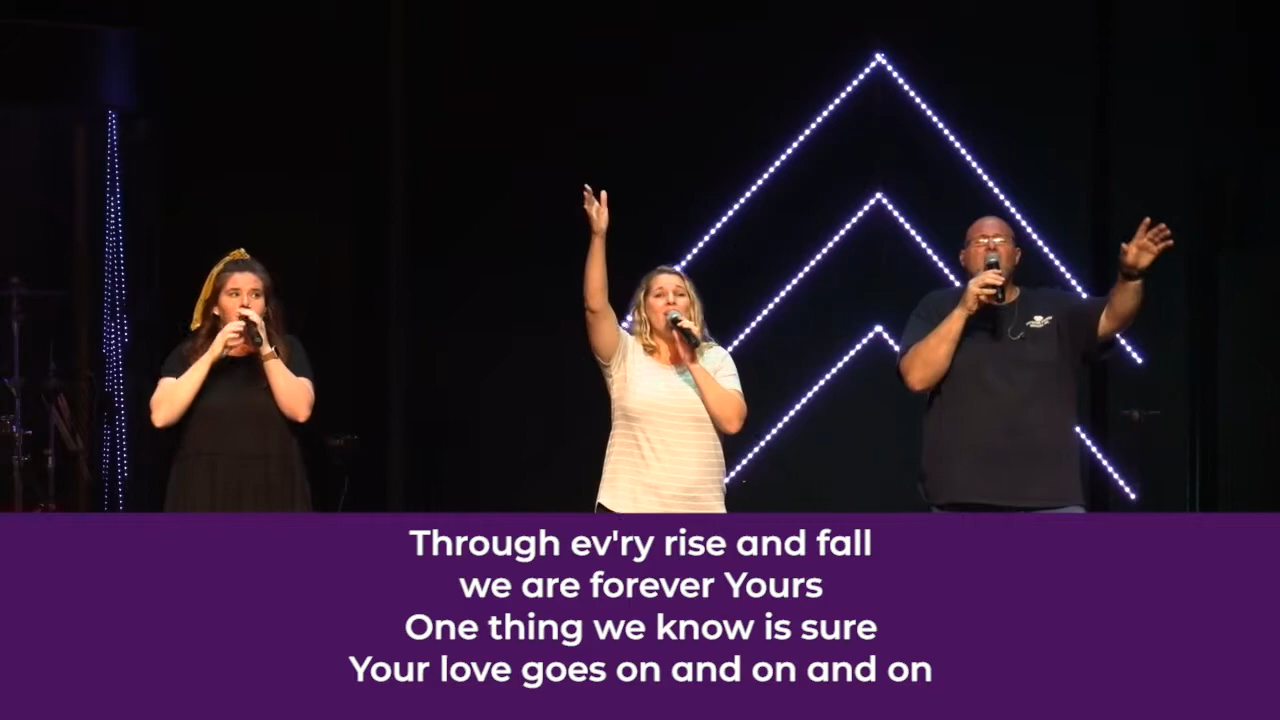 Through ev'ry rise and fall
we are forever Yours
One thing we know is sure
Your love goes on and on and on